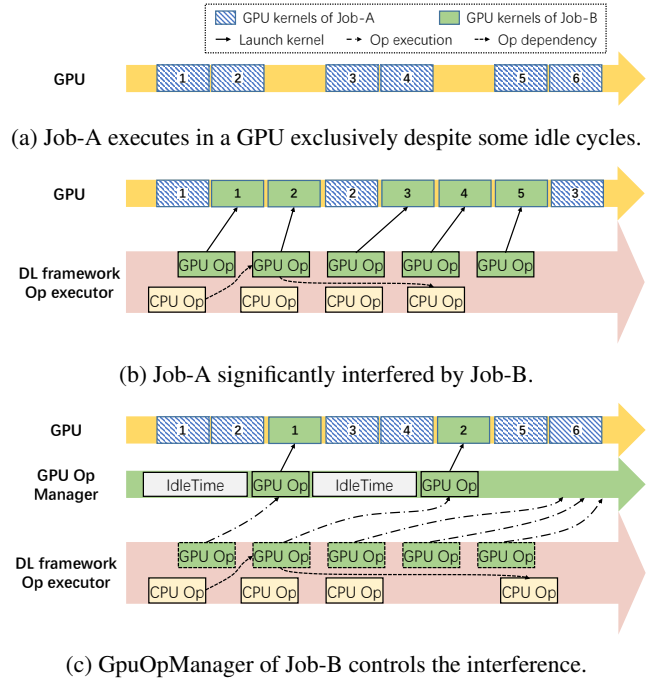 GPU kernels of Job-A GPU kernels of Job-B
Launch kernel Op execution Op dependency
GPU 1 2 3 4 5 6
(a) Job-A executes in a GPU exclusively despite some idle cycles.
GPU 1 1 2 2 3 4 5 3
GPU Op GPU Op GPU Op GPU Op GPU Op
DL framework
Op executor
CPU Op CPU Op CPU Op CPU Op
(b) Job-A significantly interfered by Job-B.
GPU 1 2 1 3 4 2 5 6
GPU Op
Manager
IdleTime GPU Op IdleTime GPU Op
GPU Op GPU Op GPU Op GPU Op GPU Op
DL framework
Op executor
CPU Op CPU Op CPU Op CPU Op
(c) GpuOpManager of Job-B controls the interference.